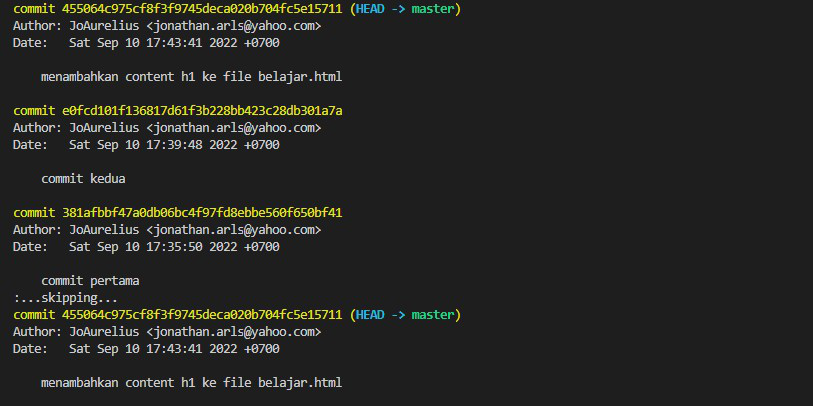 commit 455064c975cf8f3f9745deca020b704fc5e15711 (HEAD -> master)
Author: JoAurelius <jonathan.arls@yahoo.com>
Date:   Sat Sep 10 17:43:41 2022 +0700
    menambahkan content h1 ke file belajar.html
commit e0fcd101f136817d61f3b228bb423c28db301a7a
Author: JoAurelius <jonathan.arls@yahoo.com>
Date:   Sat Sep 10 17:39:48 2022 +0700
    commit kedua
commit 381afbbf47a0db06bc4f97fd8ebbe560f650bf41
Author: JoAurelius <jonathan.arls@yahoo.com>
Date:   Sat Sep 10 17:35:50 2022 +0700
    commit pertama
:...skipping...
commit 455064c975cf8f3f9745deca020b704fc5e15711 (HEAD -> master)
Author: JoAurelius <jonathan.arls@yahoo.com>
Date:   Sat Sep 10 17:43:41 2022 +0700
    menambahkan content h1 ke file belajar.html